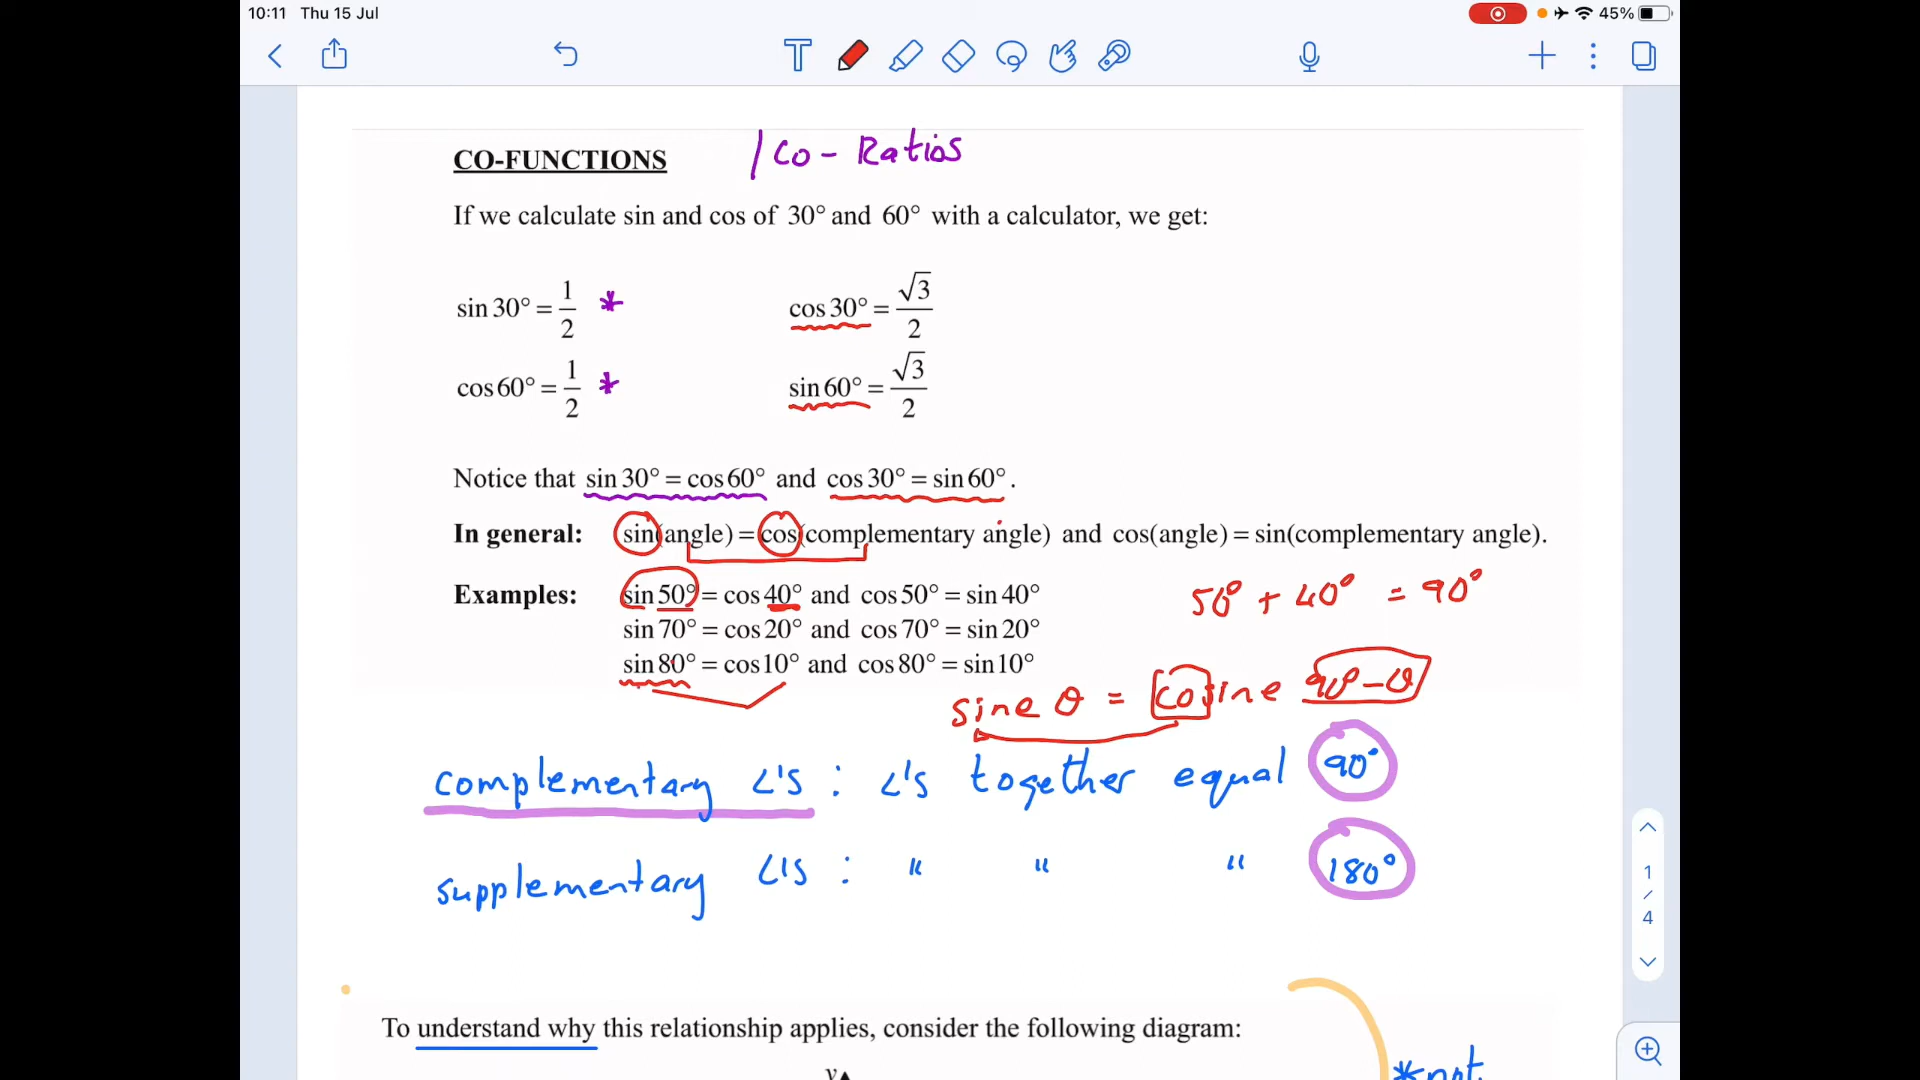 10:11 Thu 15 Jul 45%
T
CO-FUNCTIONS / Co - Ratios
If we calculate sin and cos of 30° and 60° with a calculator, we get:
sin 30° = 1/2 * cos 30° = √3/2
cos 60° = 1/2 * sin 60° = √3/2
Notice that sin 30° = cos 60° and cos 30° = sin 60°.
In general: sin(angle) = cos(complementary angle) and cos(angle) = sin(complementary angle).
Examples: sin 50° = cos 40° and cos 50° = sin 40° 50° + 40° = 90°
sin 70° = cos 20° and cos 70° = sin 20°
sin 80° = cos 10° and cos 80° = sin 10°
sine θ = cosine 90° - θ
complementary ∠'s : ∠'s together equal 90°
supplementary ∠'s : " " " 180°
1 / 4
To understand why this relationship applies, consider the following diagram:
y
*not